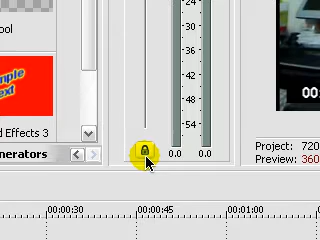 24
30
36
42
48
54
0.0 0.0
ool
mple
ext
d Effects 3
nerators
00:
Project: 720
Preview: 360
00:00:30 00:00:45 00:01:00